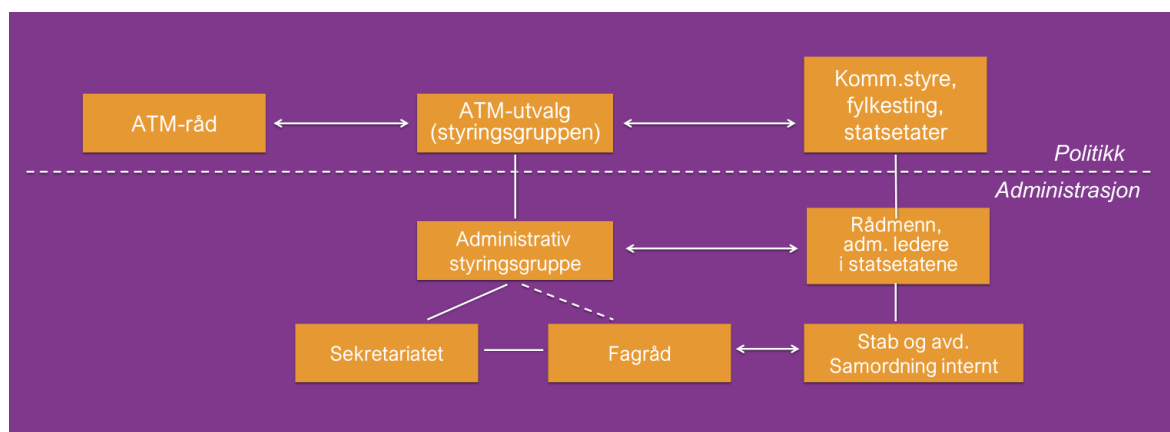 ATM-råd
ATM-utvalg
(styringsgruppen)
Komm.styre,
fylkesting,
statsetater
Politikk
Administrasjon
Administrativ
styringsgruppe
Rådmenn,
adm. ledere
i statsetatene
Sekretariatet
Fagråd
Stab og avd.
Samordning internt